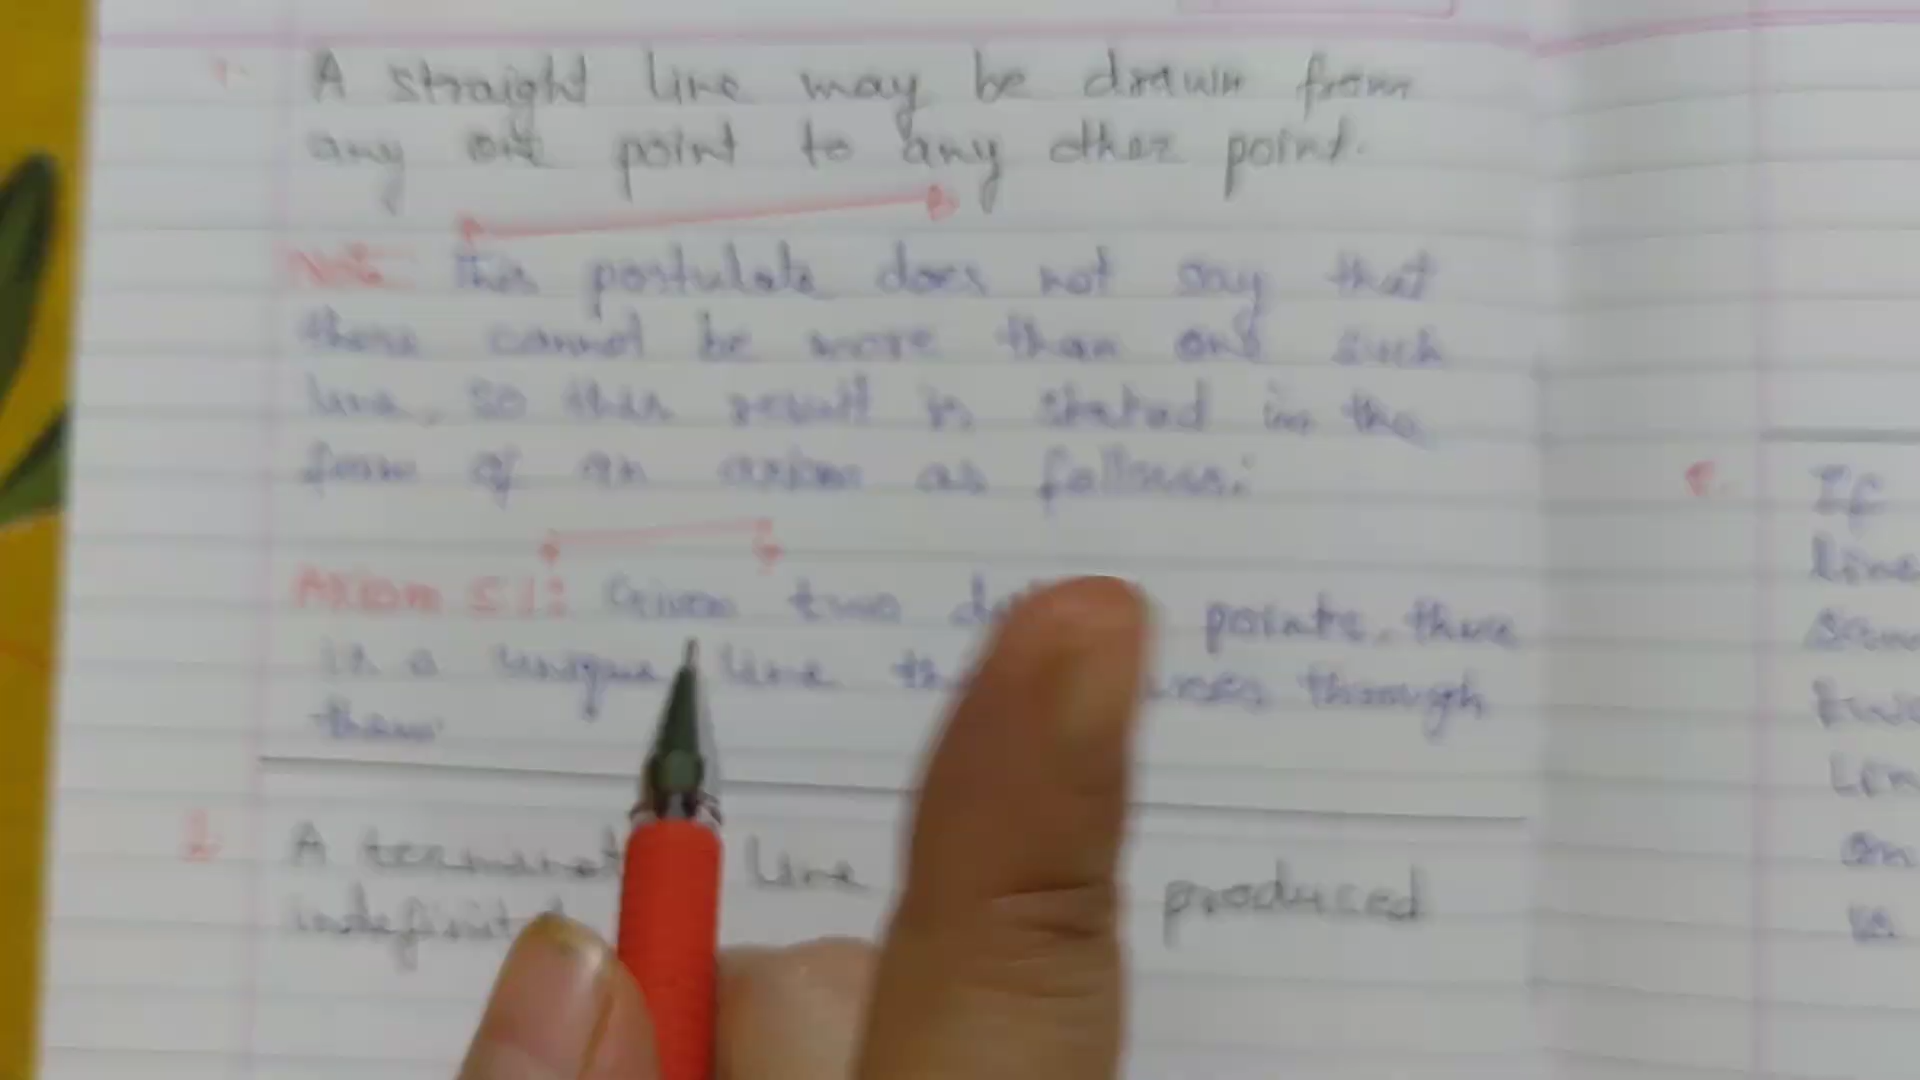 1. A straight line may be drawn from
any one point to any other point.
Note This postulate does not say that
there cannot be more than one such
line, so this result is stated in the
form of an axiom as follows:
Axiom 5.1: Given two points, there
is a unique line through
them
2. A line produced
If
line